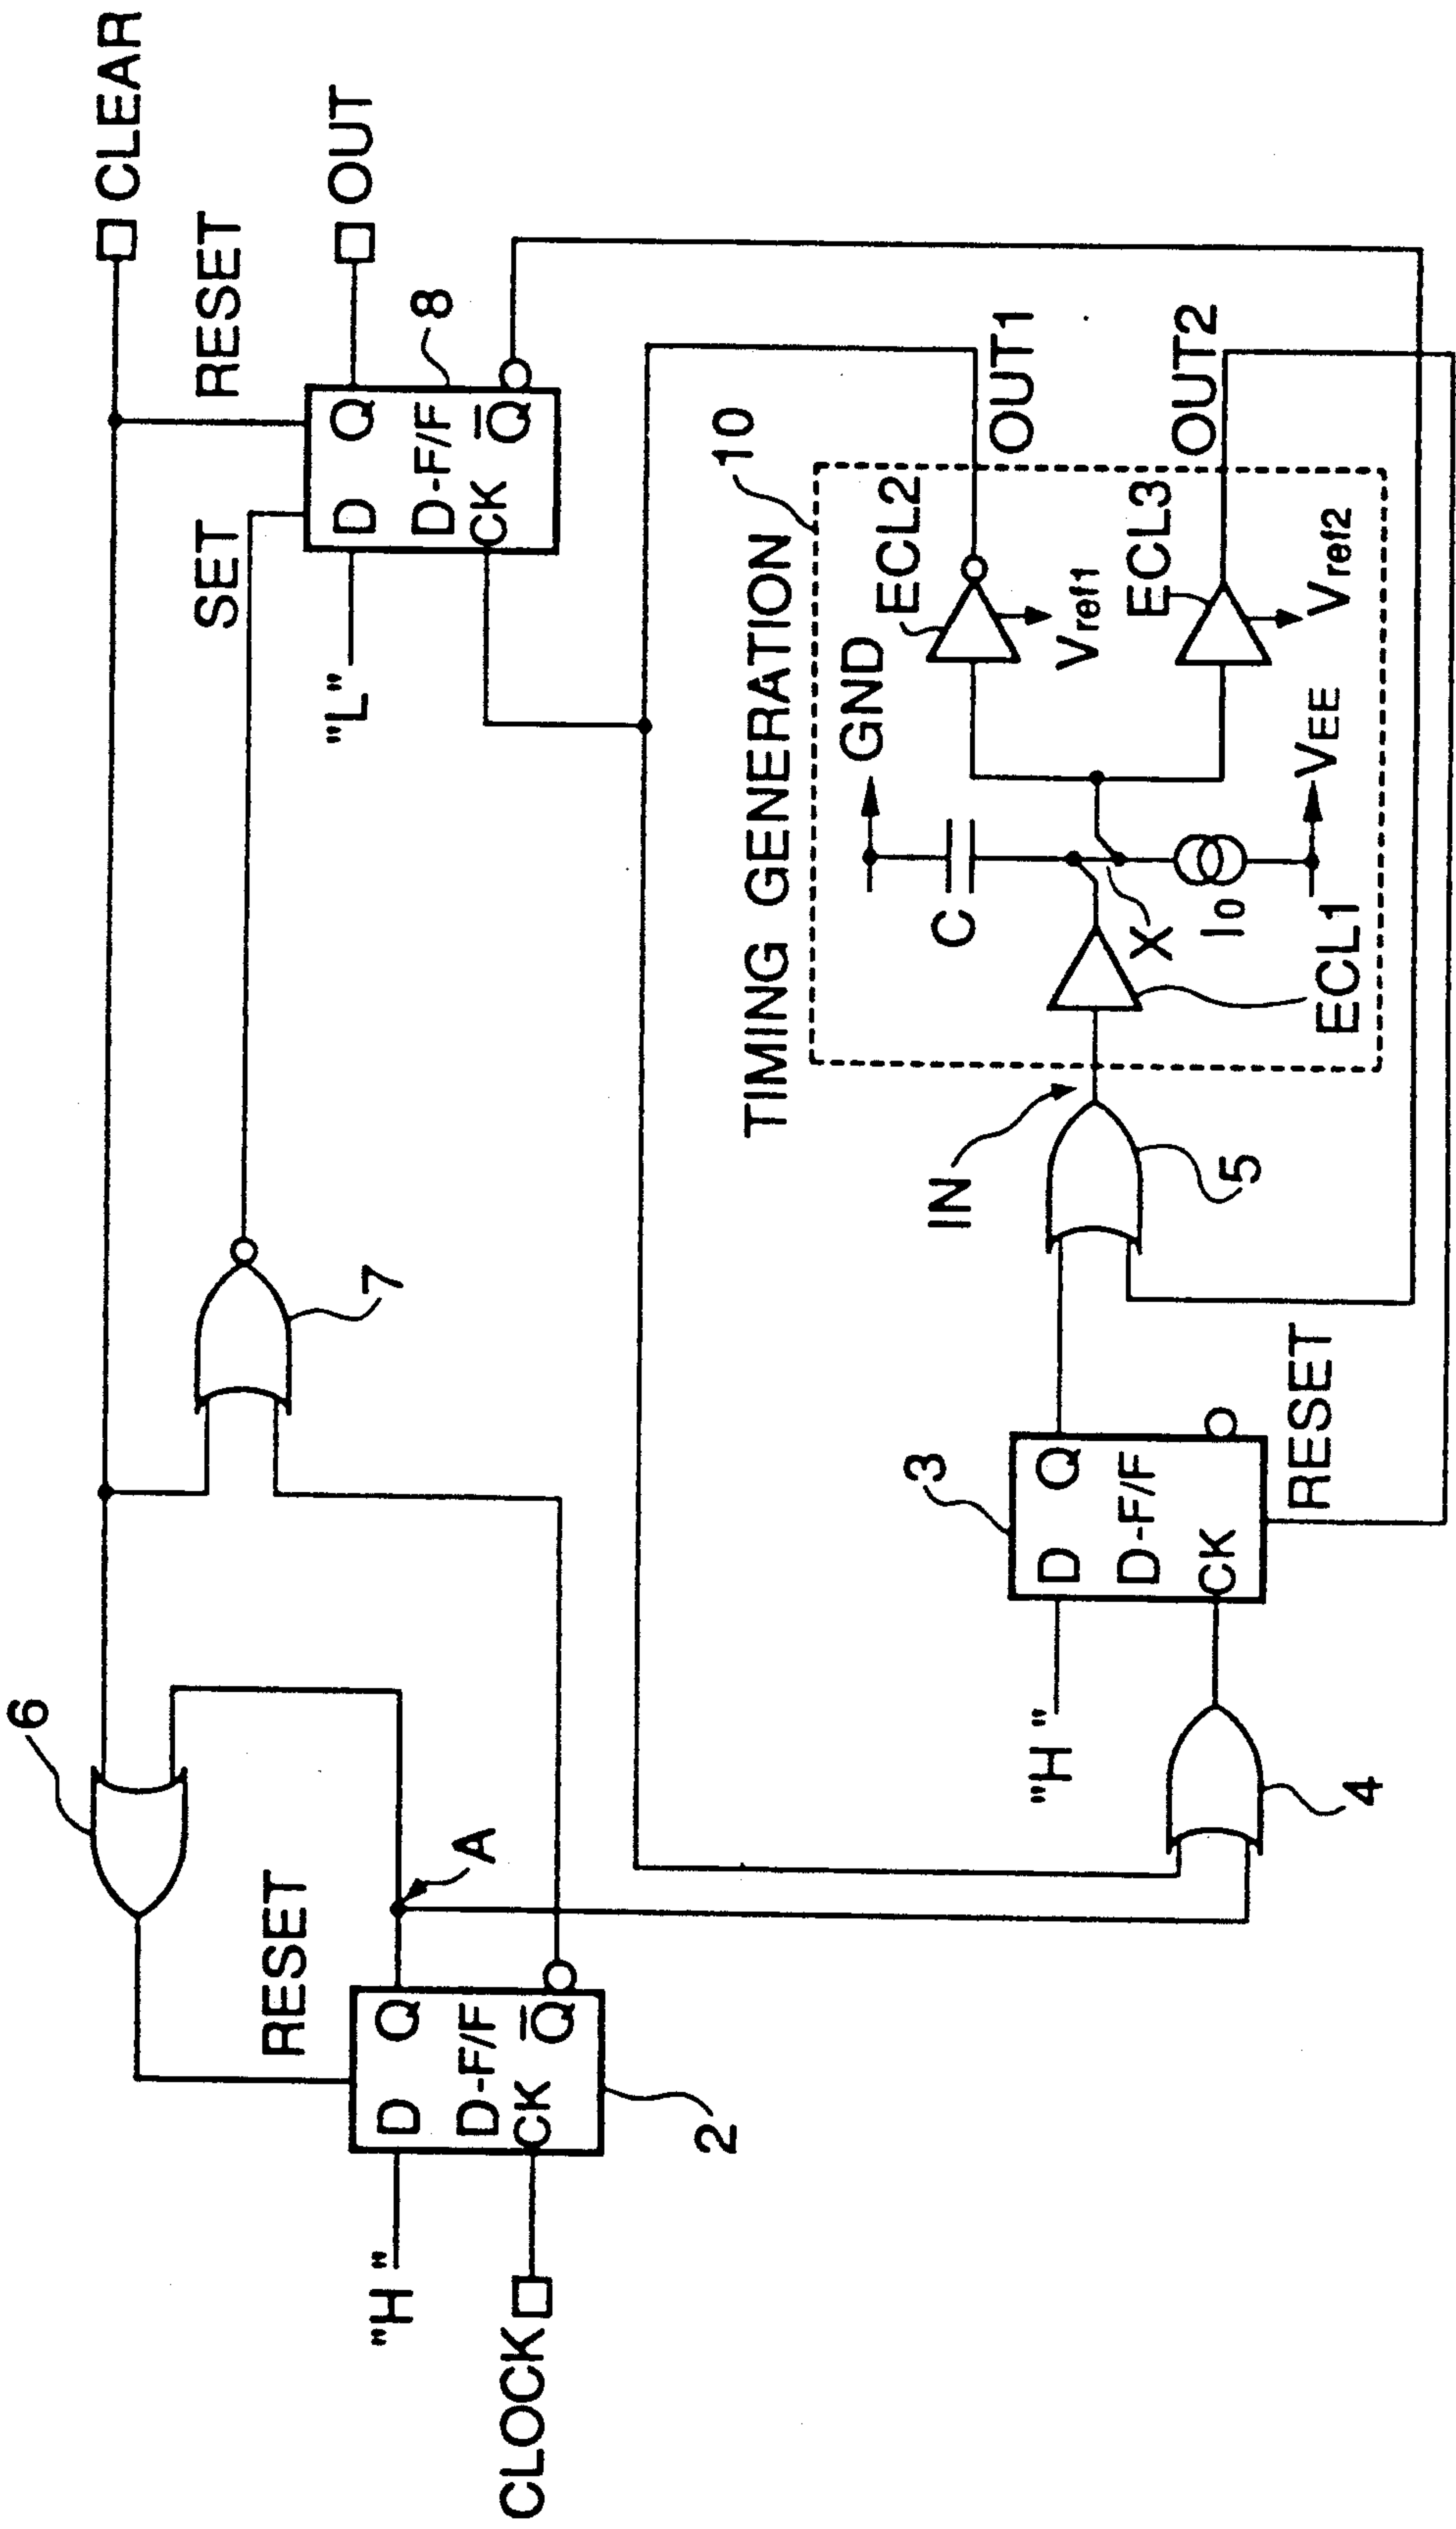 CLEAR
RESET
SET
OUT
"L"
D
Q
D-F/F
CK
Q
8
7
6
RESET
A
"H"
D
Q
D-F/F
CK
Q
2
CLOCK
TIMING GENERATION
10
GND
C
X
I0
VEE
ECL1
ECL2
Vref1
ECL3
Vref2
OUT1
OUT2
IN
5
3
"H"
D
Q
D-F/F
CK
RESET
4